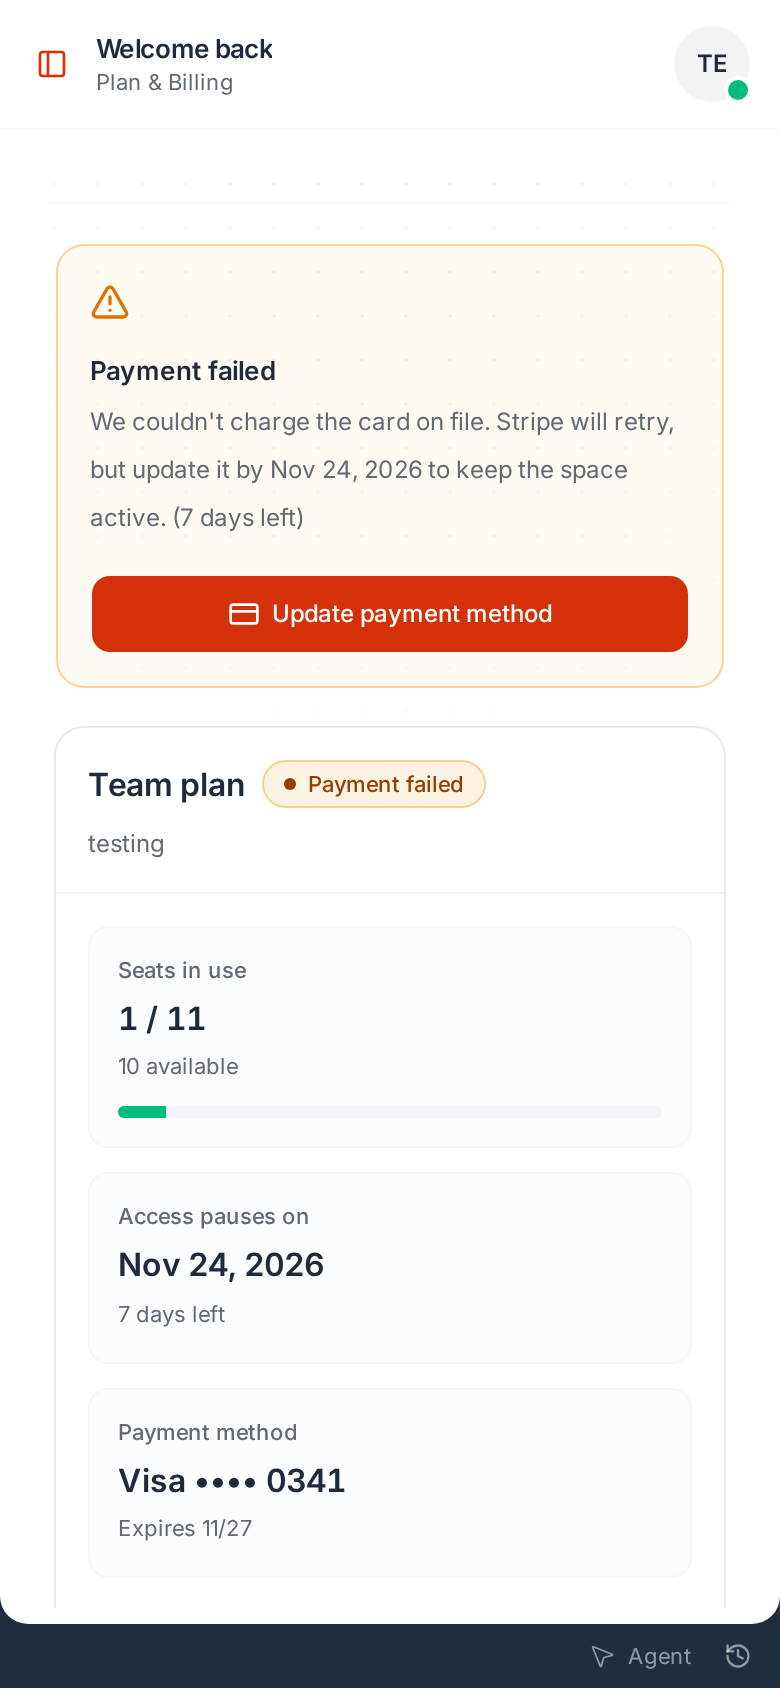 Welcome back
Plan & Billing
TE
Payment failed
We couldn't charge the card on file. Stripe will retry,
but update it by Nov 24, 2026 to keep the space
active. (7 days left)
Update payment method
Team plan
Payment failed
testing
Seats in use
1 / 11
10 available
Access pauses on
Nov 24, 2026
7 days left
Payment method
Visa •••• 0341
Expires 11/27
Agent